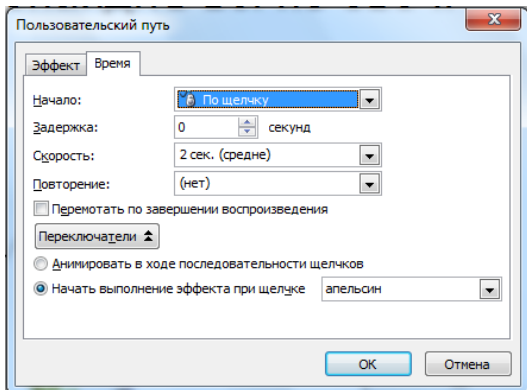 Пользовательский путь
Эффект Время
Начало: По щелчку
Задержка: 0 секунд
Скорость: 2 сек. (средне)
Повторение: (нет)
Перемотать по завершении воспроизведения
Переключатели
Анимировать в ходе последовательности щелчков
Начать выполнение эффекта при щелчке апельсин
ОК Отмена